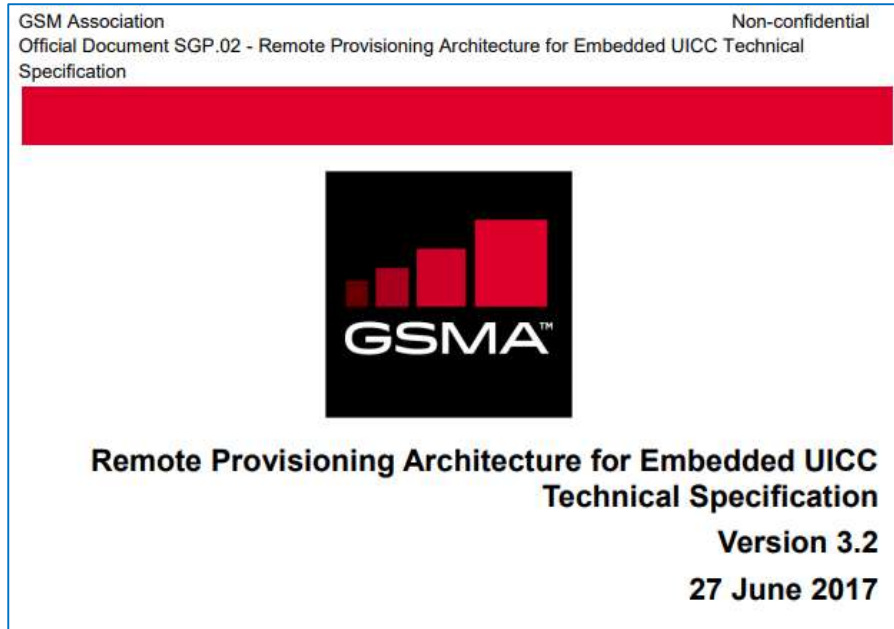 GSM Association Non-confidential
Official Document SGP.02 - Remote Provisioning Architecture for Embedded UICC Technical
Specification
GSMA™
Remote Provisioning Architecture for Embedded UICC
Technical Specification
Version 3.2
27 June 2017